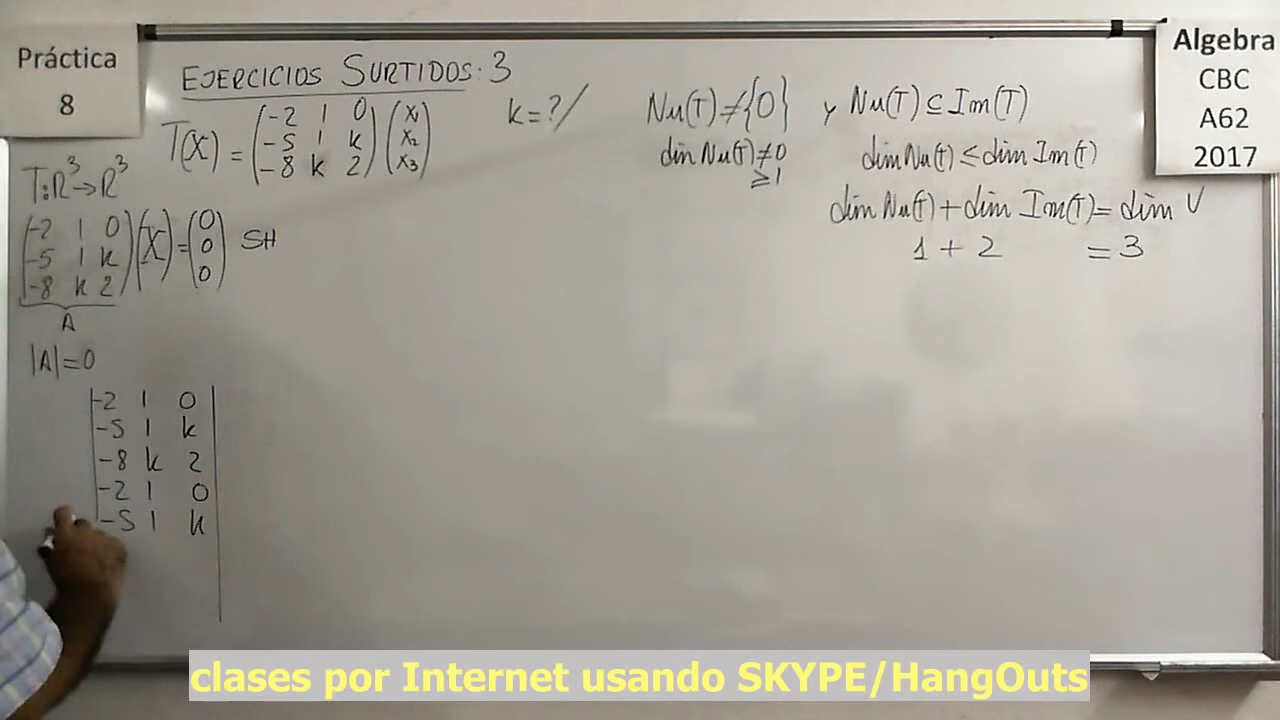 Práctica
8
Algebra
CBC
A62
2017
EJERCICIOS SURTIDOS: 3
T(X) = (-2 1 0) (x1)
(-5 1 k) (x2)
(-8 k 2) (x3)
k = ?/
Nu(T) ≠ {0} y Nu(T) ⊆ Im(T)
dim Nu(T) ≠ 0 dim Nu(T) ≤ dim Im(T)
≥ 1
dim Nu(T) + dim Im(T) = dim V
1 + 2 = 3
T: R³ → R³
(-2 1 0) (X) = (0) SH
(-5 1 k) (0)
(-8 k 2) (0)
A
|A| = 0
-2 1 0
-5 1 k
-8 k 2
-2 1 0
-5 1 k
clases por Internet usando SKYPE/HangOuts